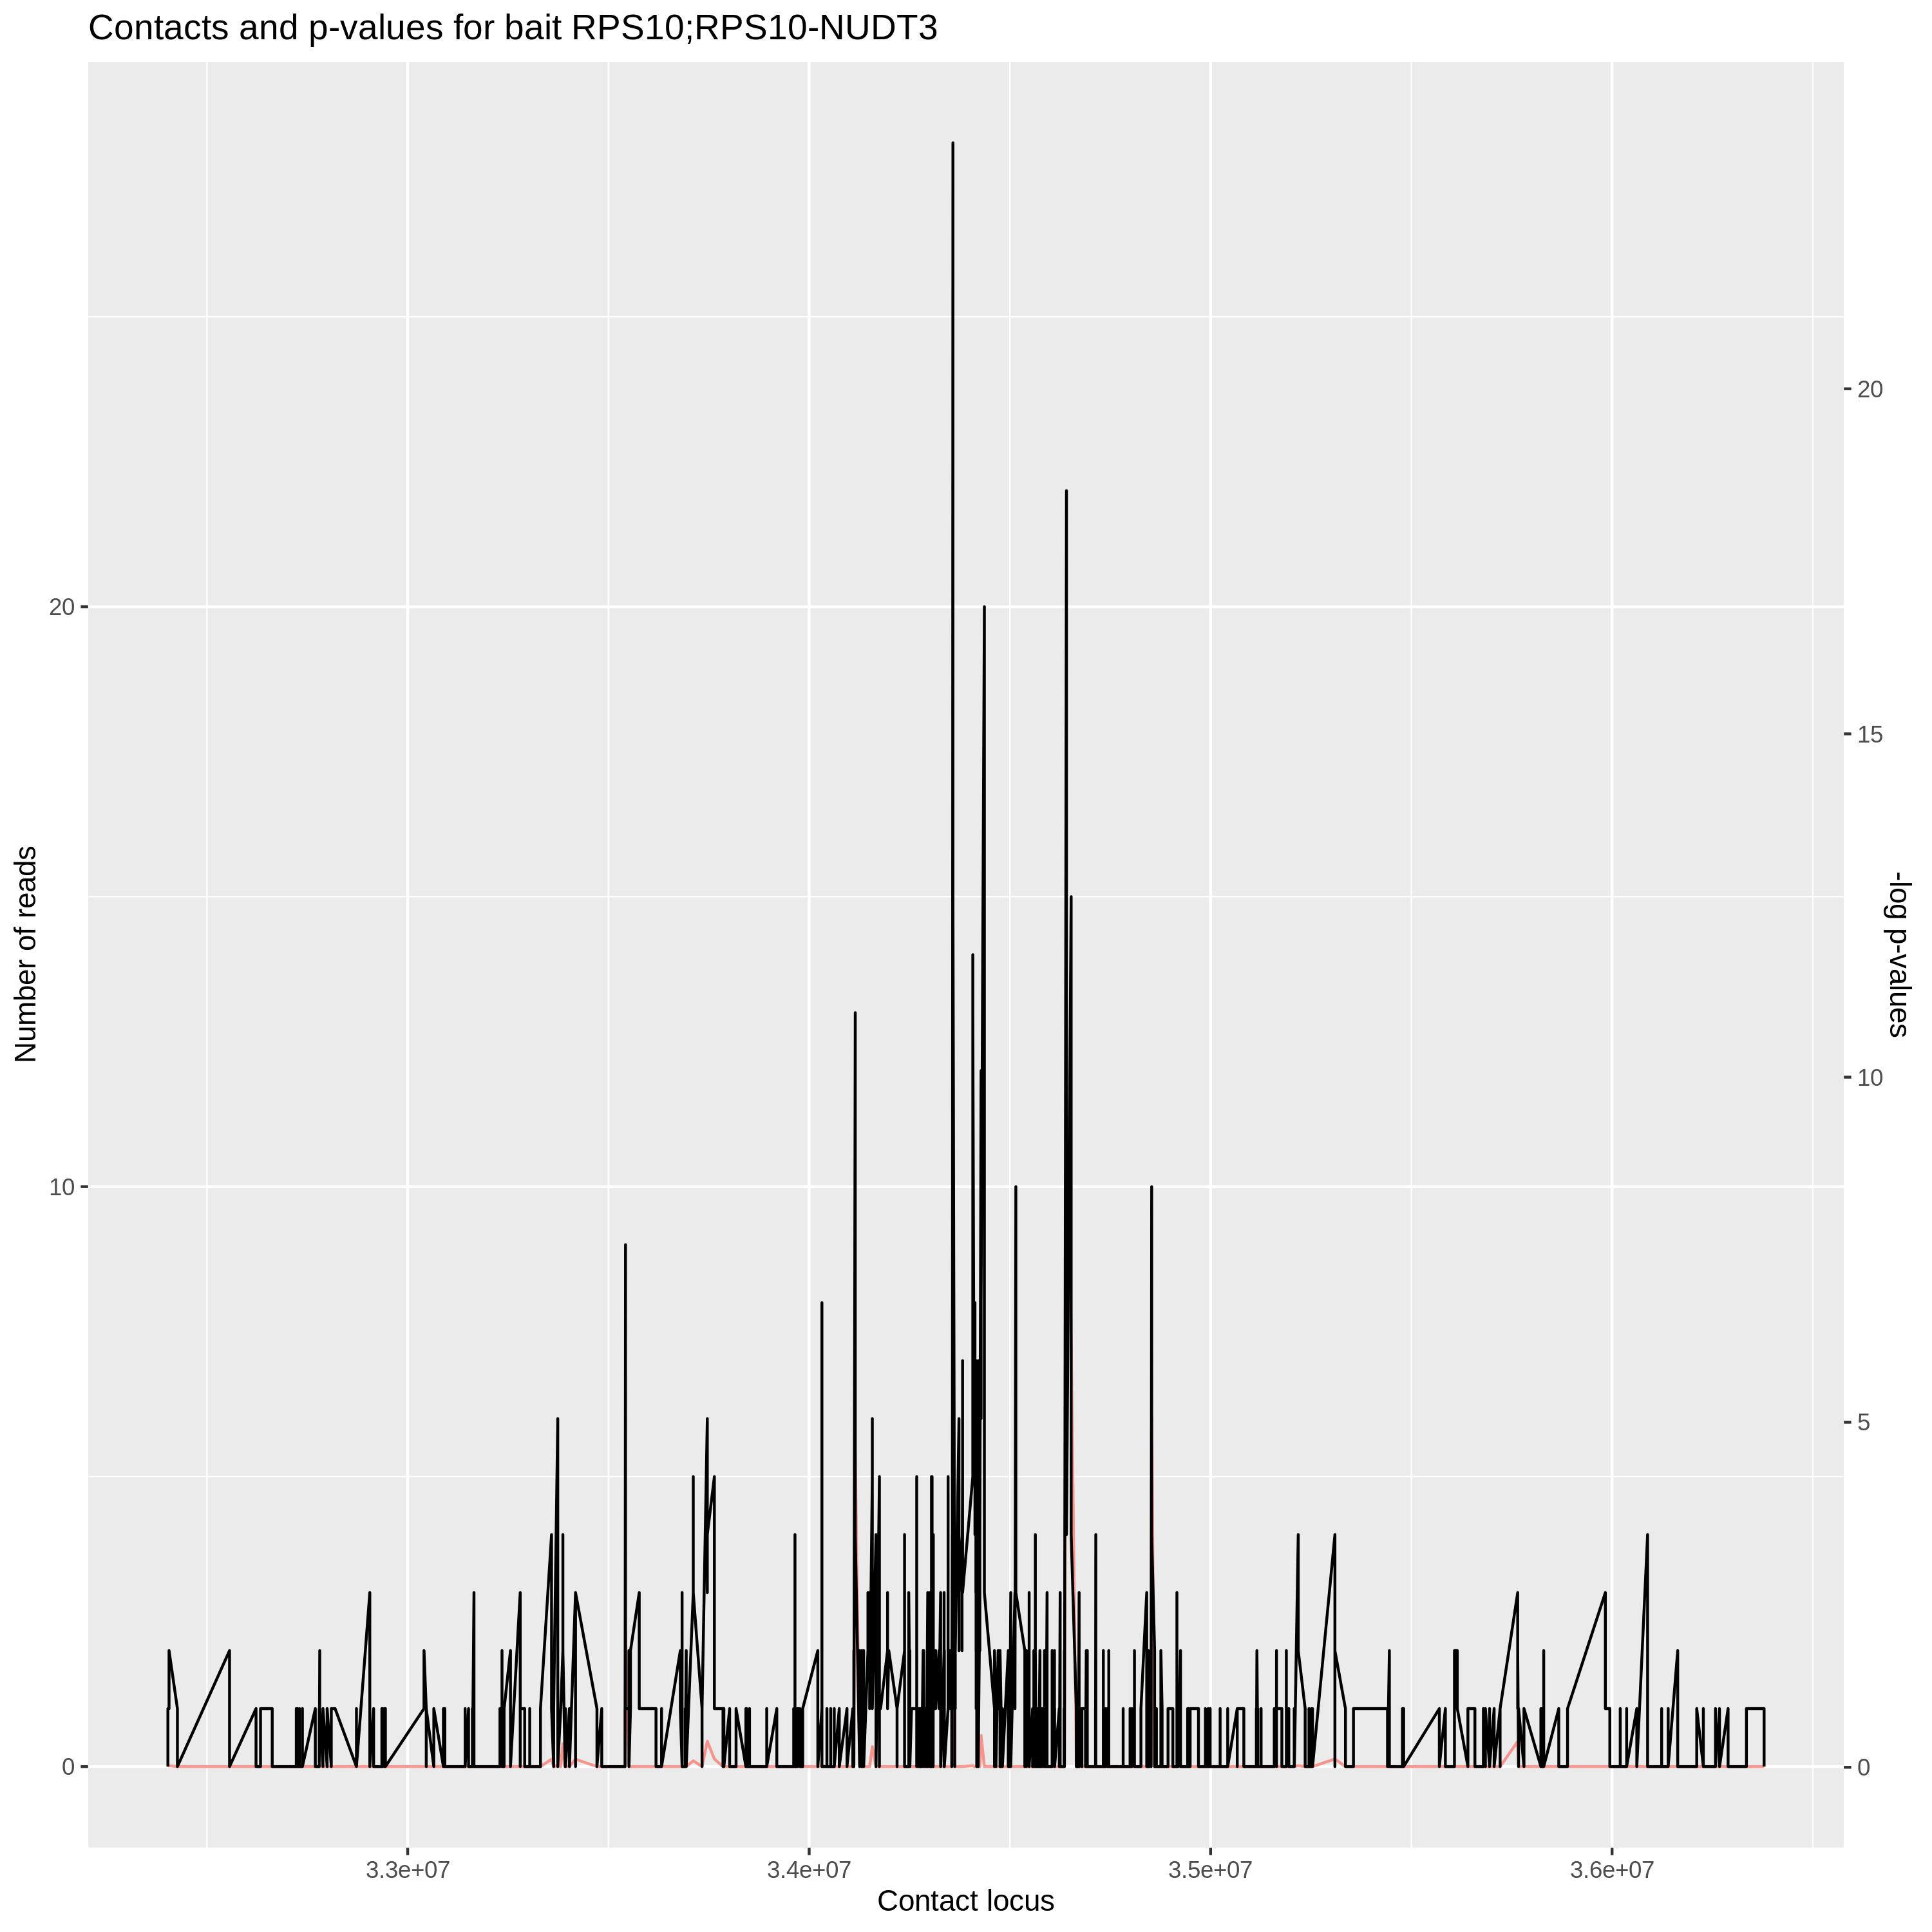 Contacts and p-values for bait RPS10;RPS10-NUDT3
Number of reads
20
10
0
20
15
10
5
0
-log p-values
3.3e+07
3.4e+07
3.5e+07
3.6e+07
Contact locus